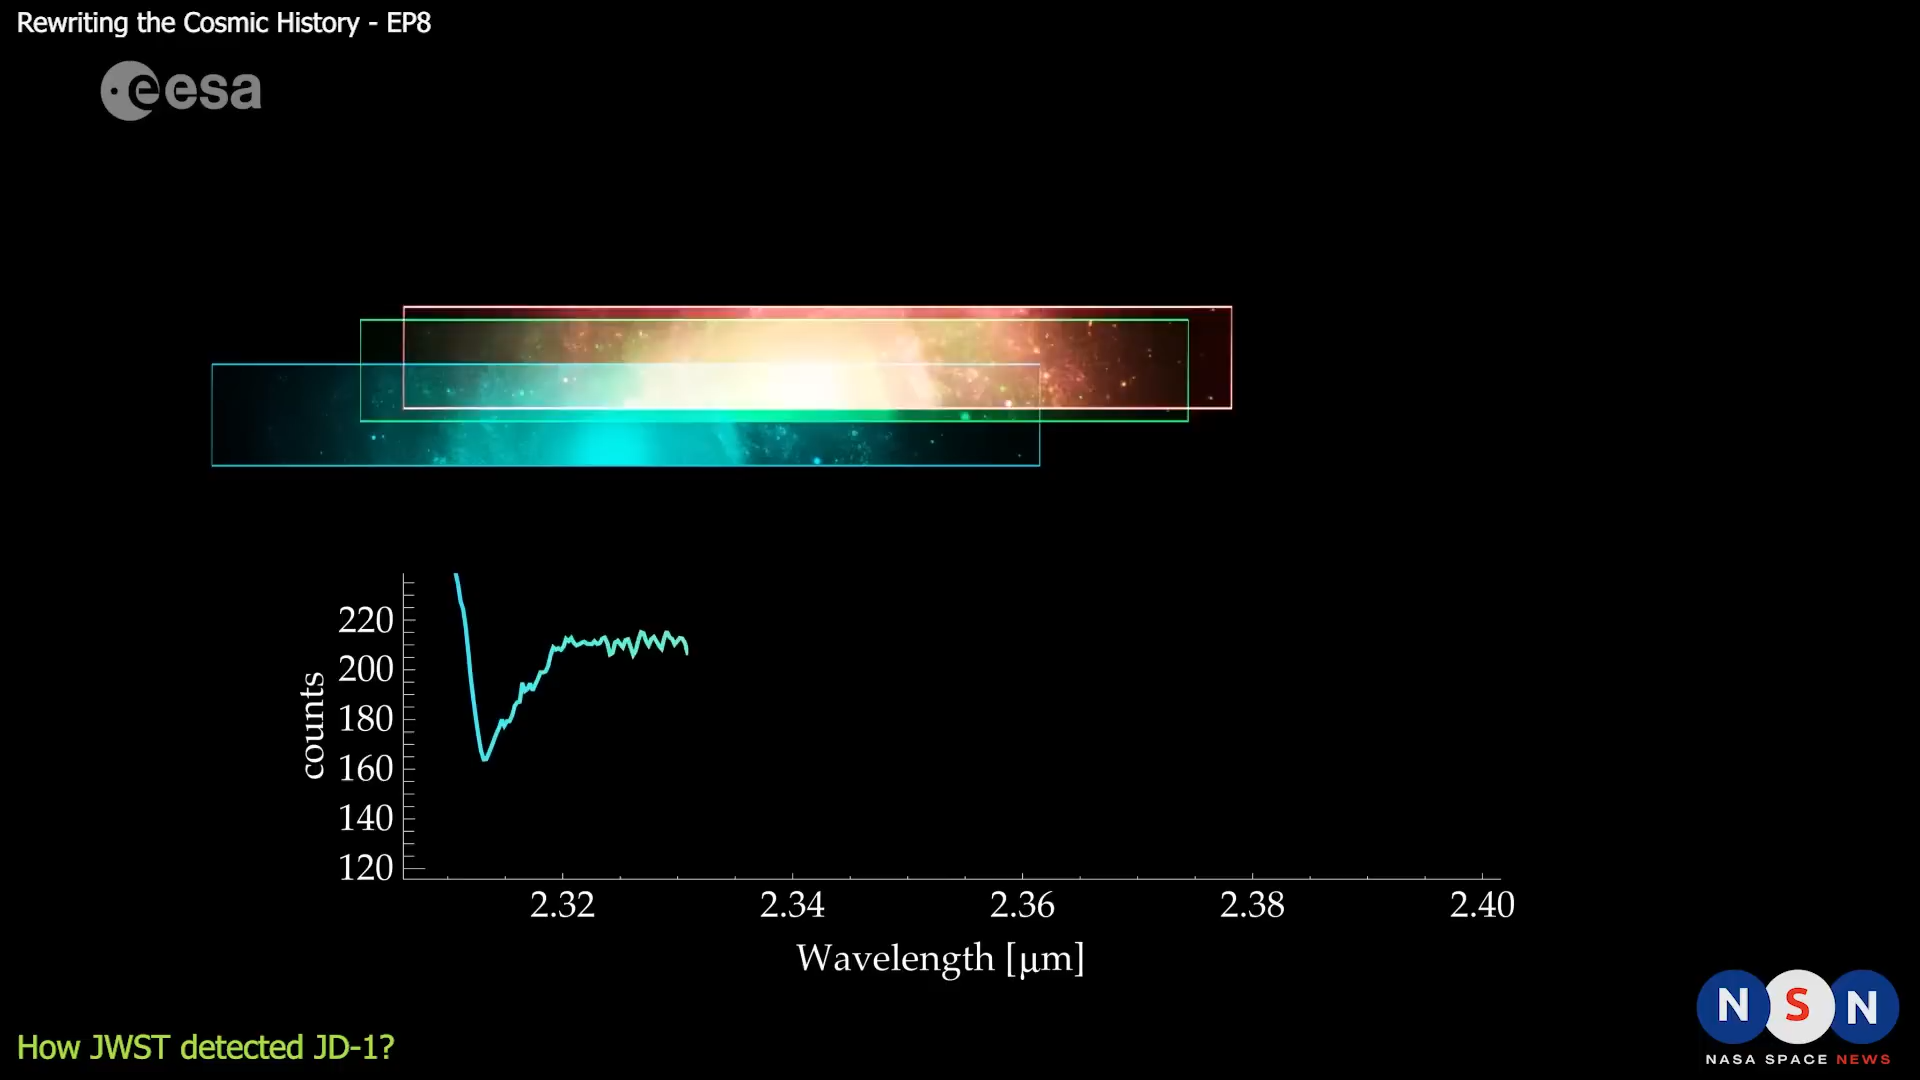 Rewriting the Cosmic History - EP8
eesa
220
200
180
160
140
120
counts
2.32 2.34 2.36 2.38 2.40
Wavelength [µm]
How JWST detected JD-1?
N S N
NASA SPACE NEWS